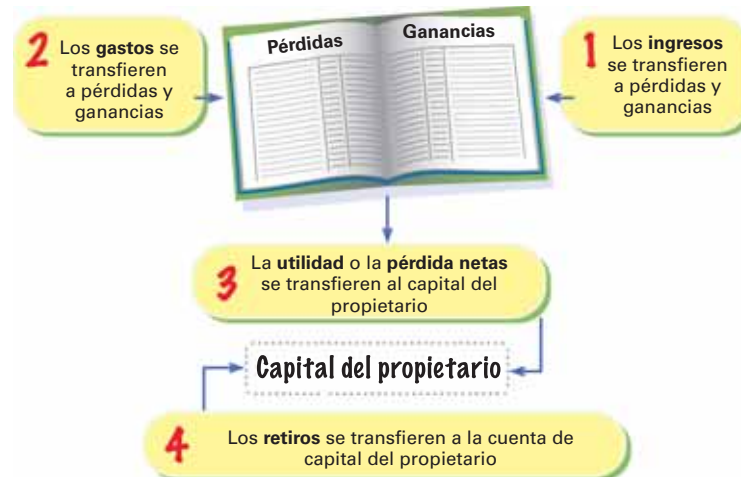 2 Los gastos se
transfieren
a pérdidas y
ganancias
Pérdidas
Ganancias
1 Los ingresos
se transfieren
a pérdidas y
ganancias
3 La utilidad o la pérdida netas
se transfieren al capital del
propietario
Capital del propietario
4 Los retiros se transfieren a la cuenta de
capital del propietario